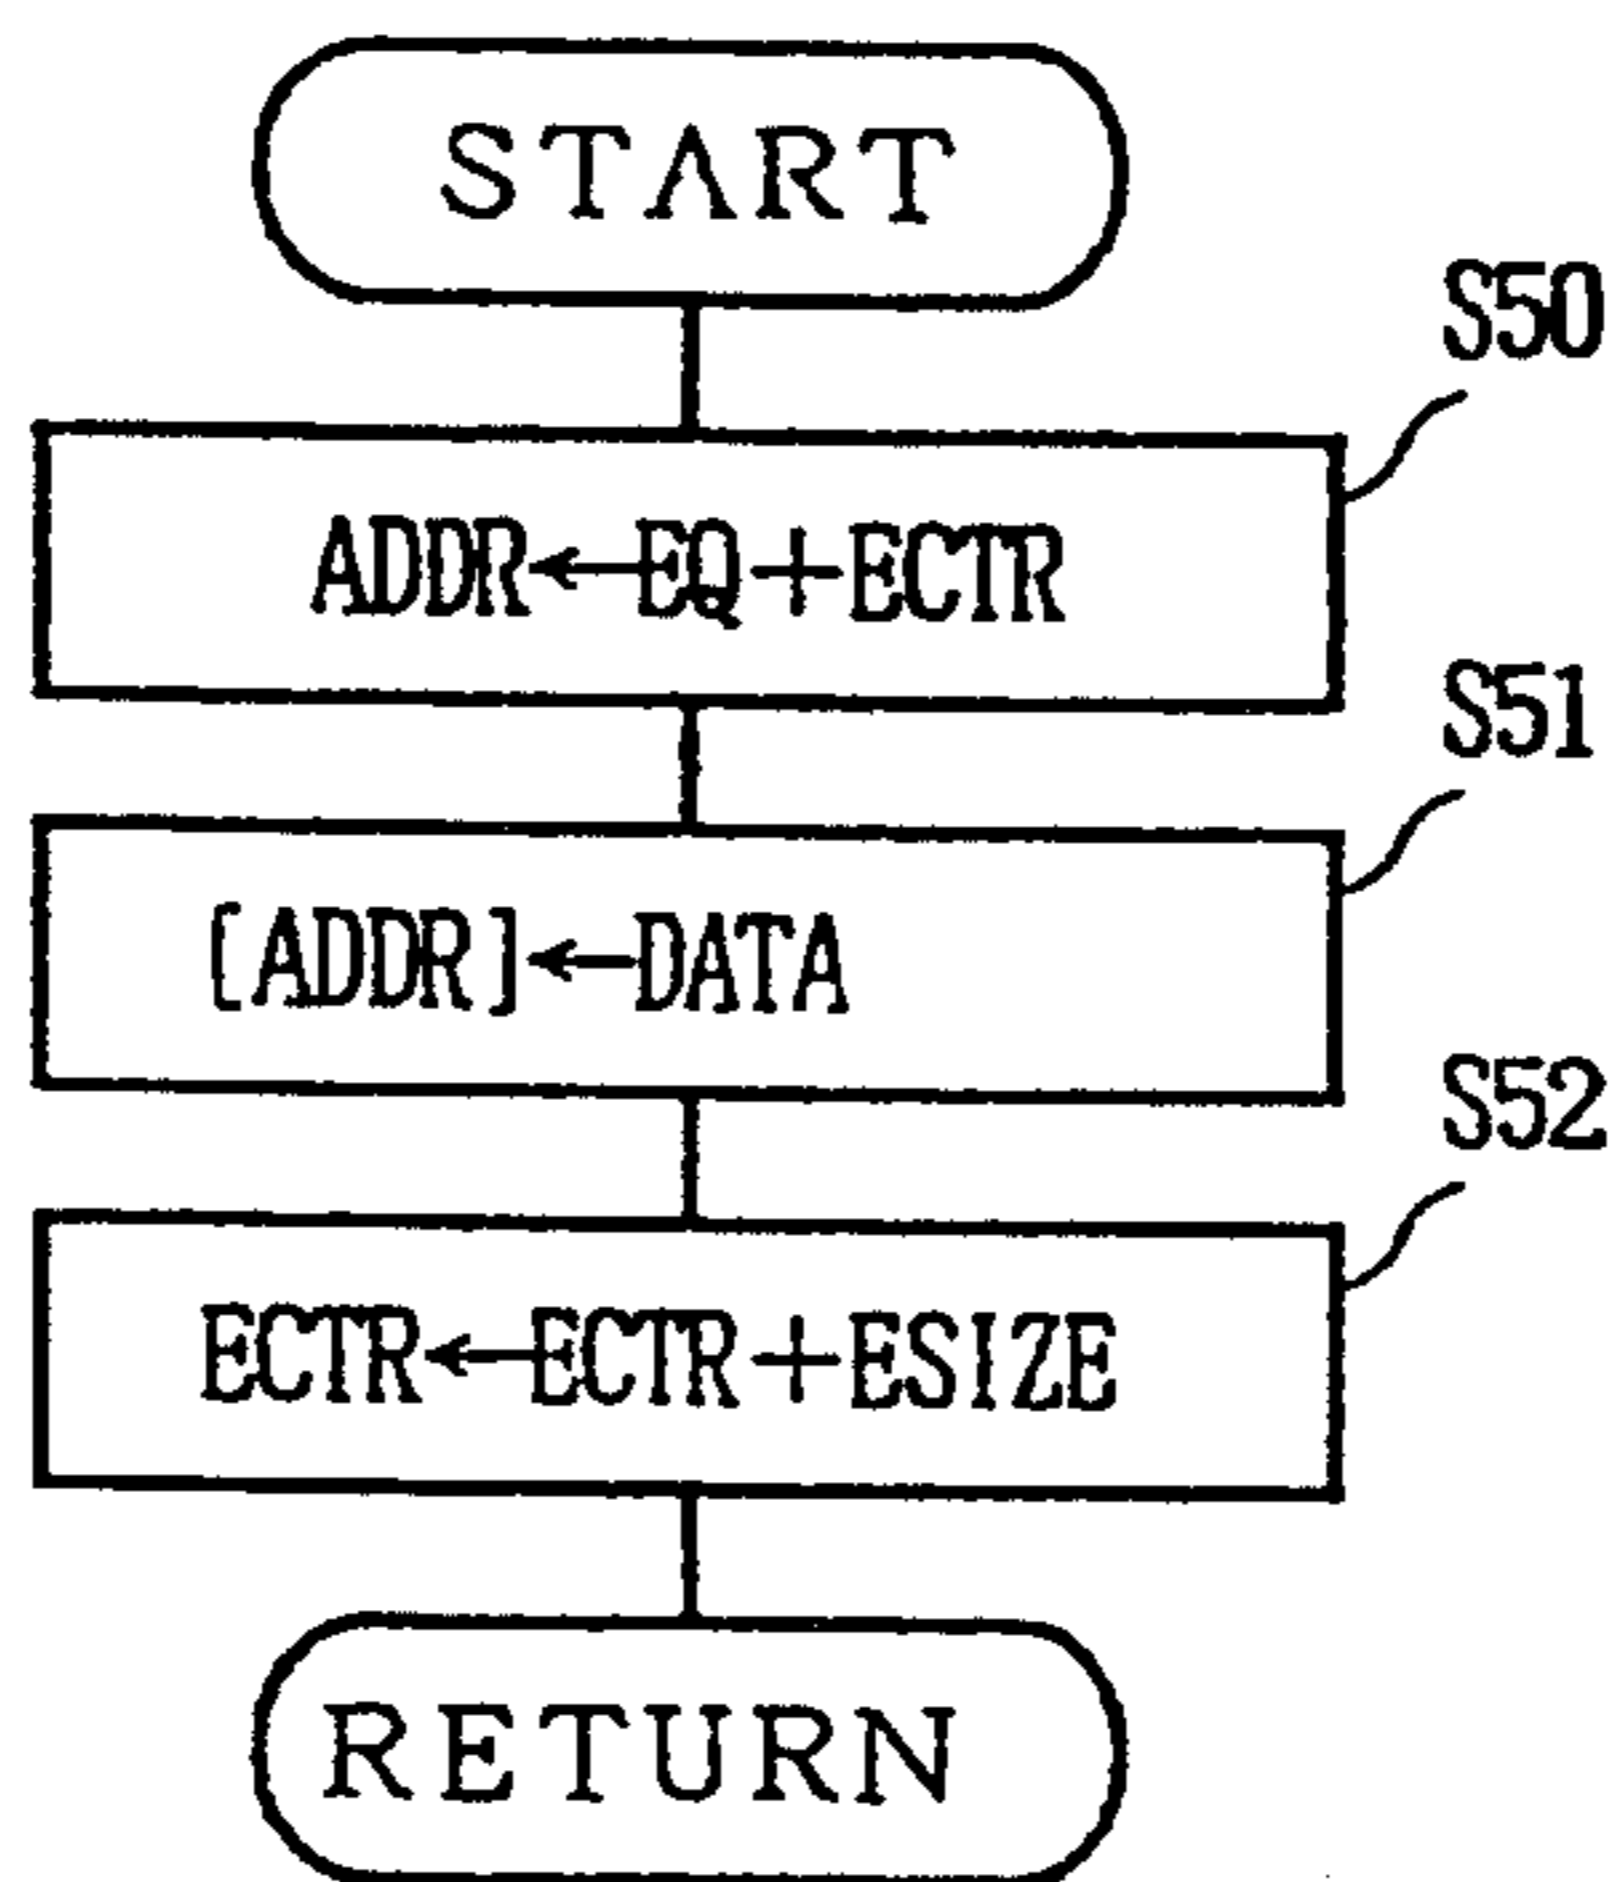 START
S50
ADDR←EQ+ECTR
S51
[ADDR]←DATA
S52
ECTR←ECTR+ESIZE
RETURN